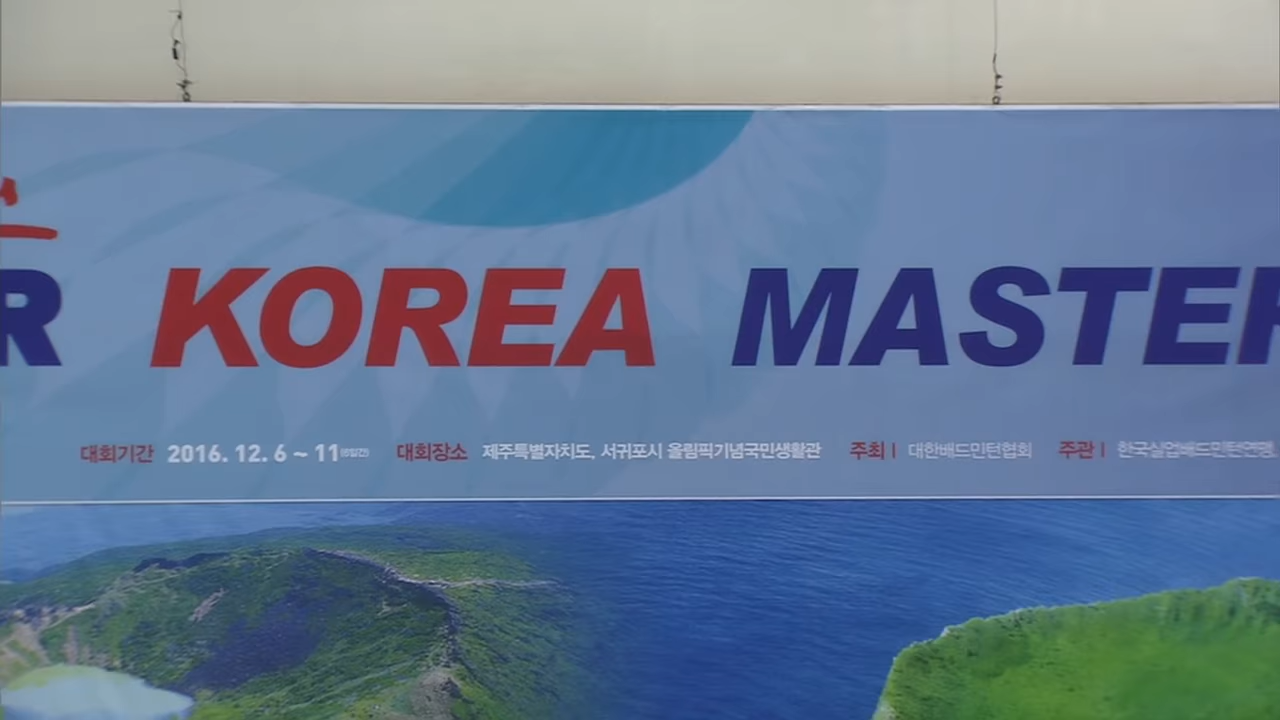 R KOREA MASTER
대회기간 2016. 12. 6 ~ 11(6일간) 대회장소 제주특별자치도, 서귀포시 올림픽기념국민생활관 주최 | 대한배드민턴협회 주관 | 한국실업배드민턴연맹